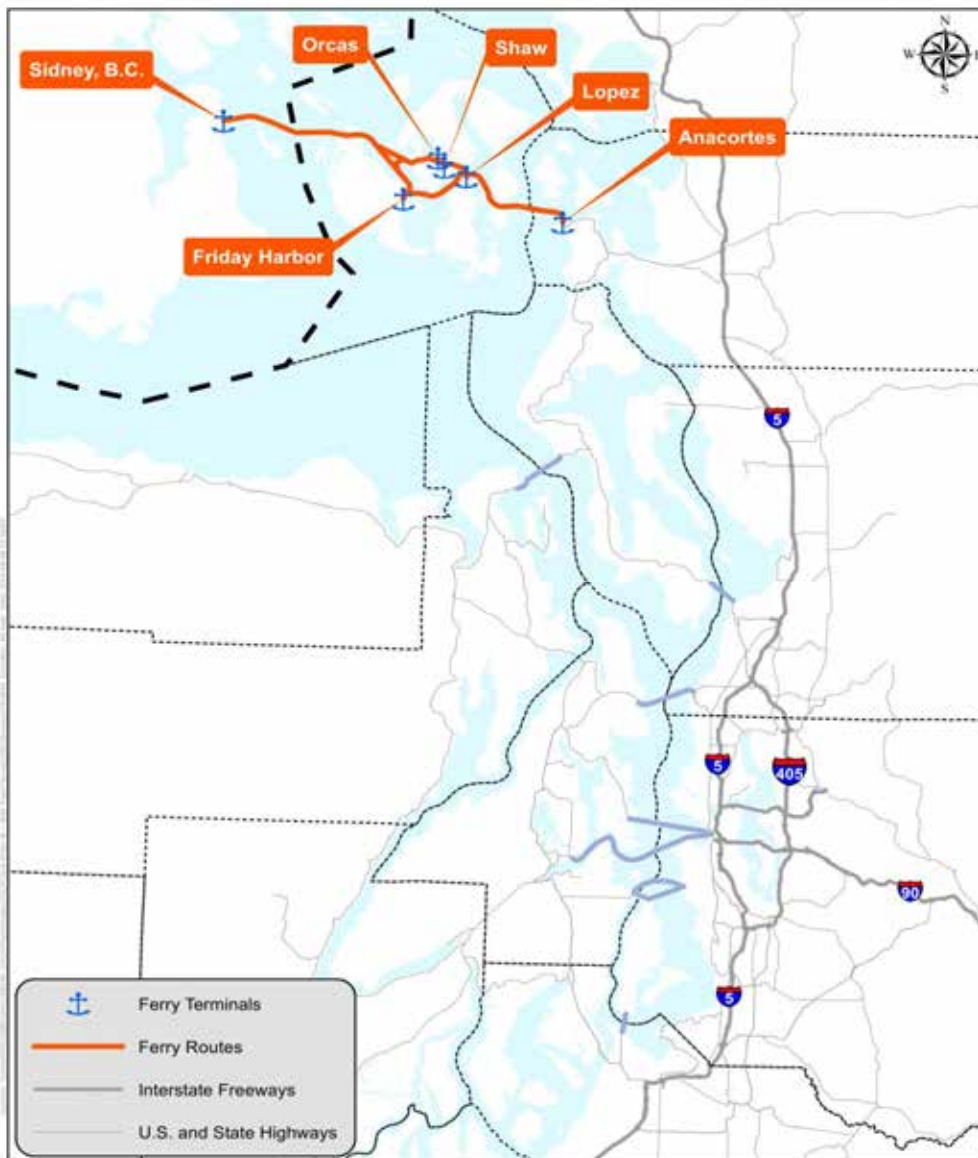 Orcas
Shaw
Sidney, B.C.
Lopez
Anacortes
Friday Harbor
N
W
E
S
5
5
405
90
5
Ferry Terminals
Ferry Routes
Interstate Freeways
U.S. and State Highways